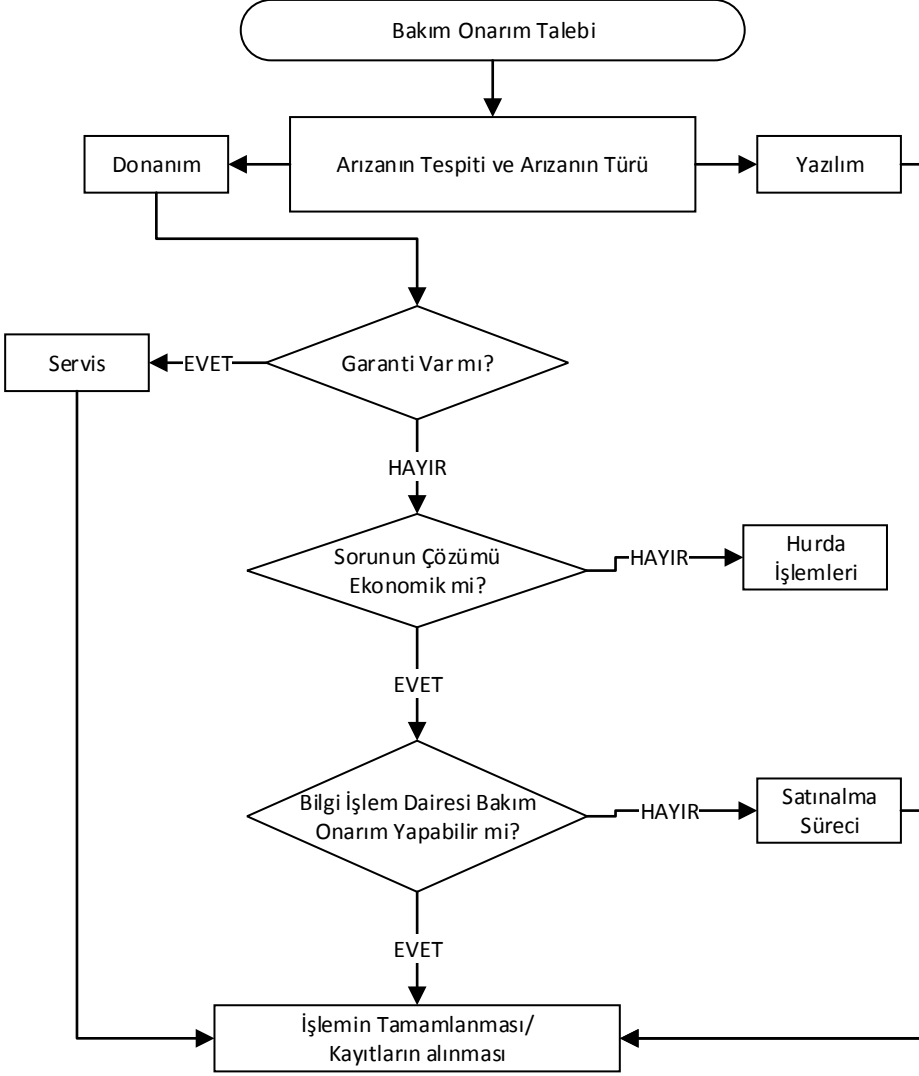 Bakım Onarım Talebi
Donanım
Arızanın Tespiti ve Arızanın Türü
Yazılım
Servis
EVET
Garanti Var mı?
HAYIR
Sorunun Çözümü
Ekonomik mi?
HAYIR
Hurda
İşlemleri
EVET
Bilgi İşlem Dairesi Bakım
Onarım Yapabilir mi?
HAYIR
Satınalma
Süreci
EVET
İşlemin Tamamlanması/
Kayıtların alınması